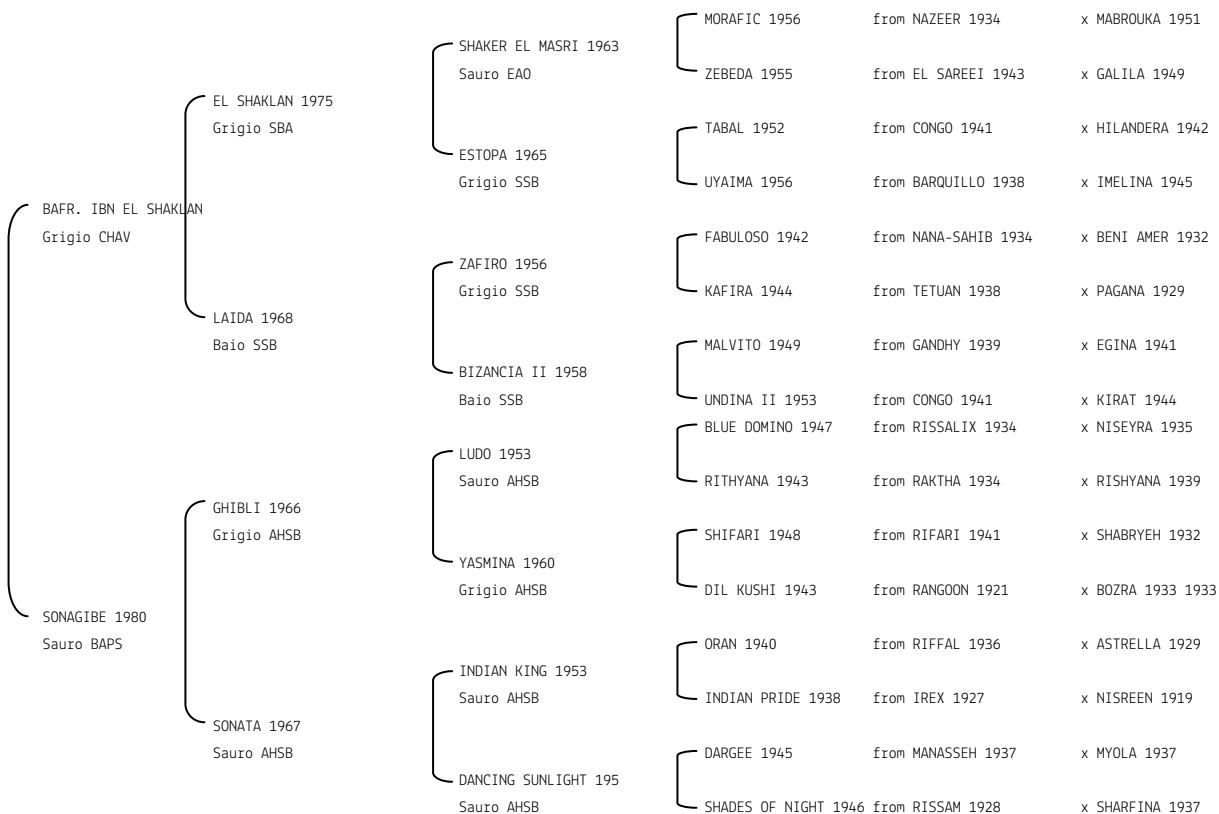 MORAFIC 1956 from NAZEER 1934 x MABROUKA 1951
SHAKER EL MASRI 1963
Sauro EAO
ZEBEDA 1955 from EL SAREEI 1943 x GALILA 1949
EL SHAKLAN 1975
Grigio SBA
TABAL 1952 from CONGO 1941 x HILANDERA 1942
ESTOPA 1965
Grigio SSB
UYAIMA 1956 from BARQUILLO 1938 x IMELINA 1945
BAFR. IBN EL SHAKLAN
Grigio CHAV
FABULOSO 1942 from NANA-SAHIB 1934 x BENI AMER 1932
ZAFIRO 1956
Grigio SSB
KAFIRA 1944 from TETUAN 1938 x PAGANA 1929
LAIDA 1968
Baio SSB
MALVITO 1949 from GANDHY 1939 x EGINA 1941
BIZANCIA II 1958
Baio SSB
UNDINA II 1953 from CONGO 1941 x KIRAT 1944
BLUE DOMINO 1947 from RISSALIX 1934 x NISEYRA 1935
LUDO 1953
Sauro AHSB
RITHYANA 1943 from RAKTHA 1934 x RISHYANA 1939
GHIBLI 1966
Grigio AHSB
SHIFARI 1948 from RIFARI 1941 x SHABRYEH 1932
YASMINA 1960
Grigio AHSB
DIL KUSHI 1943 from RANGOON 1921 x BOZRA 1933 1933
SONAGIBE 1980
Sauro BAPS
ORAN 1940 from RIFFAL 1936 x ASTRELLA 1929
INDIAN KING 1953
Sauro AHSB
INDIAN PRIDE 1938 from IREX 1927 x NISREEN 1919
SONATA 1967
Sauro AHSB
DARGEE 1945 from MANASSEH 1937 x MYOLA 1937
DANCING SUNLIGHT 195
Sauro AHSB
SHADES OF NIGHT 1946 from RISSAM 1928 x SHARFINA 1937